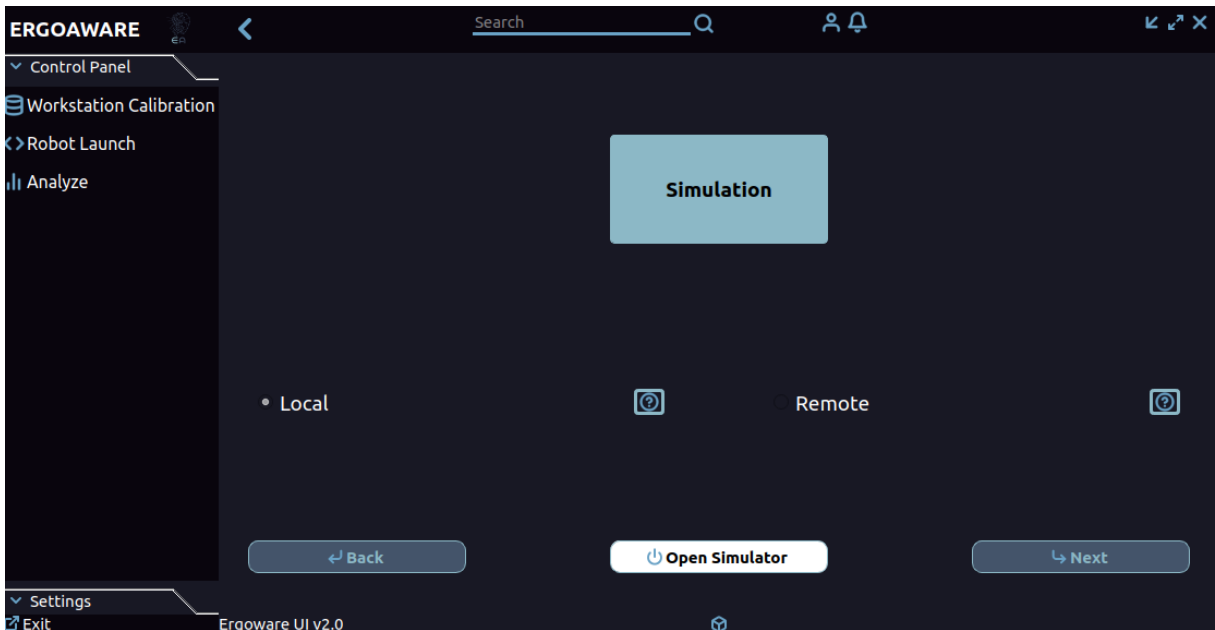 ERGOAWARE
Search
Control Panel
Workstation Calibration
Robot Launch
Analyze
Simulation
Local
Remote
Back
Open Simulator
Next
Settings
Exit
Ergoware UI v2.0